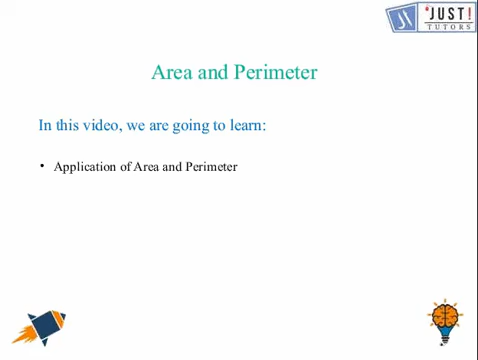 JUST!
TUTORS
Area and Perimeter
In this video, we are going to learn:
• Application of Area and Perimeter